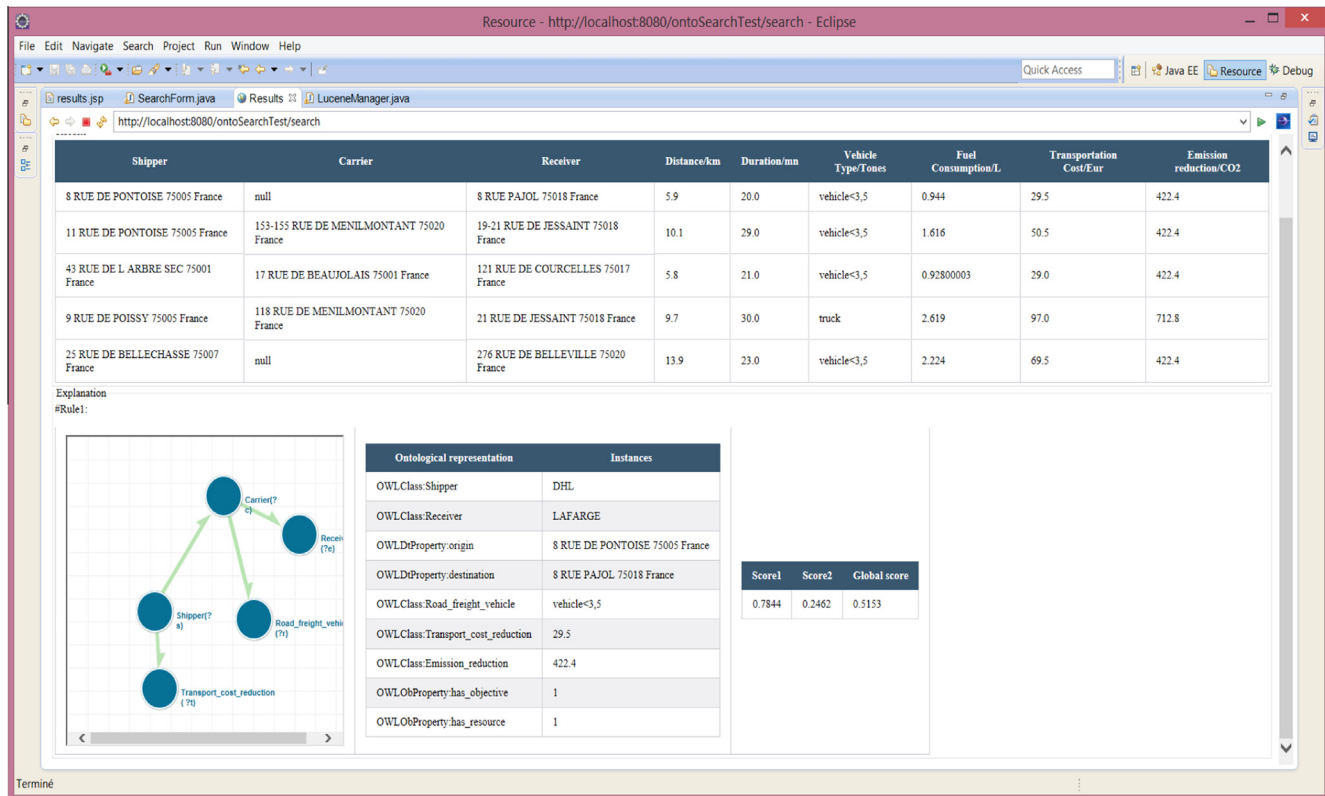 Resource - http://localhost:8080/ontoSearchTest/search - Eclipse
File Edit Navigate Search Project Run Window Help
Quick Access
Java EE
Resource
Debug
results.jsp
SearchForm.java
Results
LuceneManager.java
http://localhost:8080/ontoSearchTest/search
Shipper Carrier Receiver Distance/km Duration/mn Vehicle Type/Tones Fuel Consumption/L Transportation Cost/Eur Emission reduction/CO2
8 RUE DE PONTOISE 75005 France null 8 RUE PAJOL 75018 France 5.9 20.0 vehicle<3,5 0.944 29.5 422.4
11 RUE DE PONTOISE 75005 France 153-155 RUE DE MENILMONTANT 75020 France 19-21 RUE DE JESSAINT 75018 France 10.1 29.0 vehicle<3,5 1.616 50.5 422.4
43 RUE DE L ARBRE SEC 75001 France 17 RUE DE BEAUJOLAIS 75001 France 121 RUE DE COURCELLES 75017 France 5.8 21.0 vehicle<3,5 0.92800003 29.0 422.4
9 RUE DE POISSY 75005 France 118 RUE DE MENILMONTANT 75020 France 21 RUE DE JESSAINT 75018 France 9.7 30.0 truck 2.619 97.0 712.8
25 RUE DE BELLECHASSE 75007 France null 276 RUE DE BELLEVILLE 75020 France 13.9 23.0 vehicle<3,5 2.224 69.5 422.4
Explanation
#Rule1:
Carrier(?
c)
Receiv
(?e)
Shipper(?
s)
Road_freight_vehi
(?r)
Transport_cost_reduction
( ?t)
Ontological representation Instances
OWLClass:Shipper DHL
OWLClass:Receiver LAFARGE
OWLDtProperty:origin 8 RUE DE PONTOISE 75005 France
OWLDtProperty:destination 8 RUE PAJOL 75018 France
OWLClass:Road_freight_vehicle vehicle<3,5
OWLClass:Transport_cost_reduction 29.5
OWLClass:Emission_reduction 422.4
OWLObProperty:has_objective 1
OWLObProperty:has_resource 1
Score1 Score2 Global score
0.7844 0.2462 0.5153
Terminé